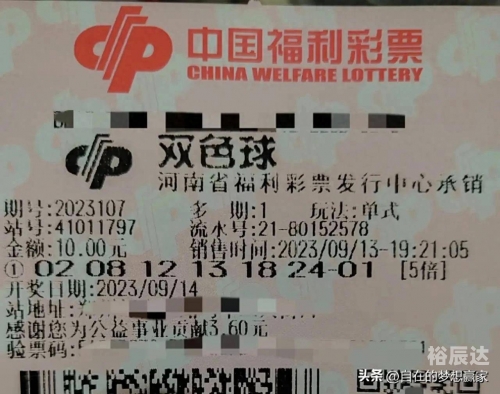 中国福利彩票
CHINA WELFARE LOTTERY
双色球
河南省福利彩票发行中心承销
期号:2023107 多期:1 玩法:单式
站号:41011797 流水号:21-80152578
金额:10.00元 销售时间:2023/09/13-19:21:05
① 02 08 12 13 18 24-01 [5倍]
开奖日期:2023/09/14
站地址:
感谢您为公益事业贡献3.60元
验票码:
裕辰达
头条 @自在的梦想赢家